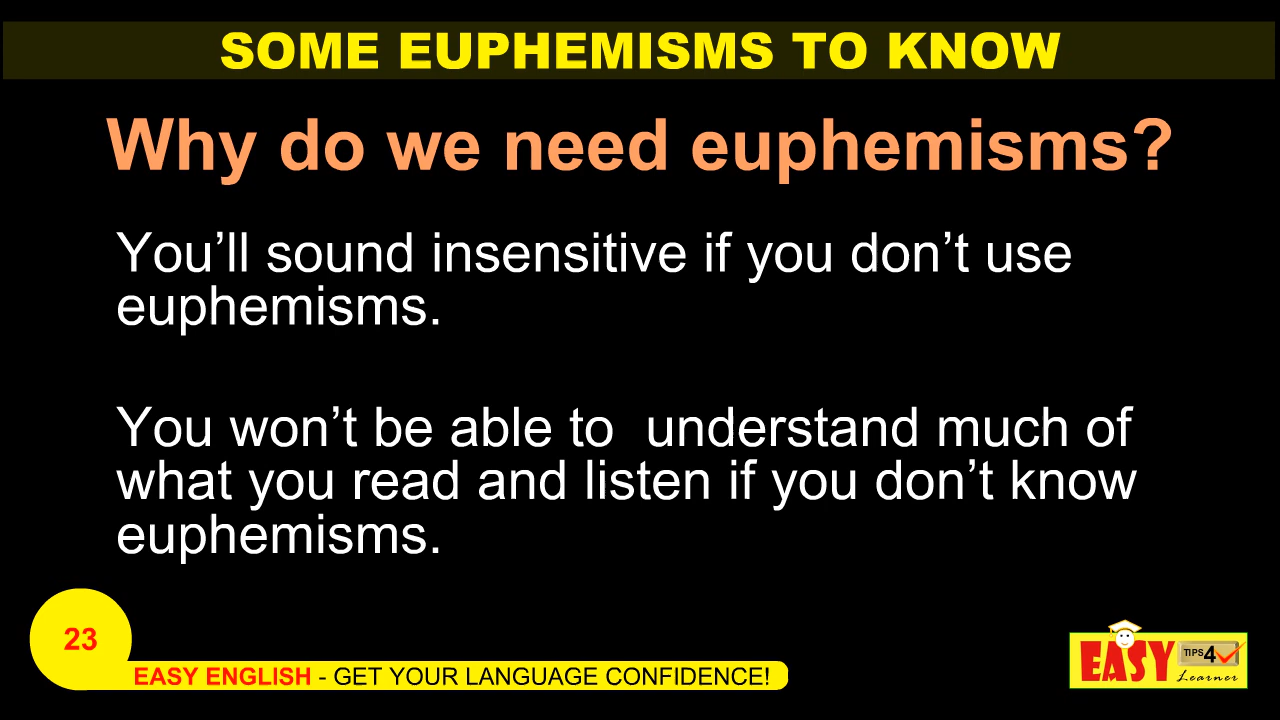 SOME EUPHEMISMS TO KNOW
Why do we need euphemisms?
You’ll sound insensitive if you don’t use
euphemisms.
You won’t be able to  understand much of
what you read and listen if you don’t know
euphemisms.
23
EASY ENGLISH - GET YOUR LANGUAGE CONFIDENCE!
EASY TIPS 4
Learner